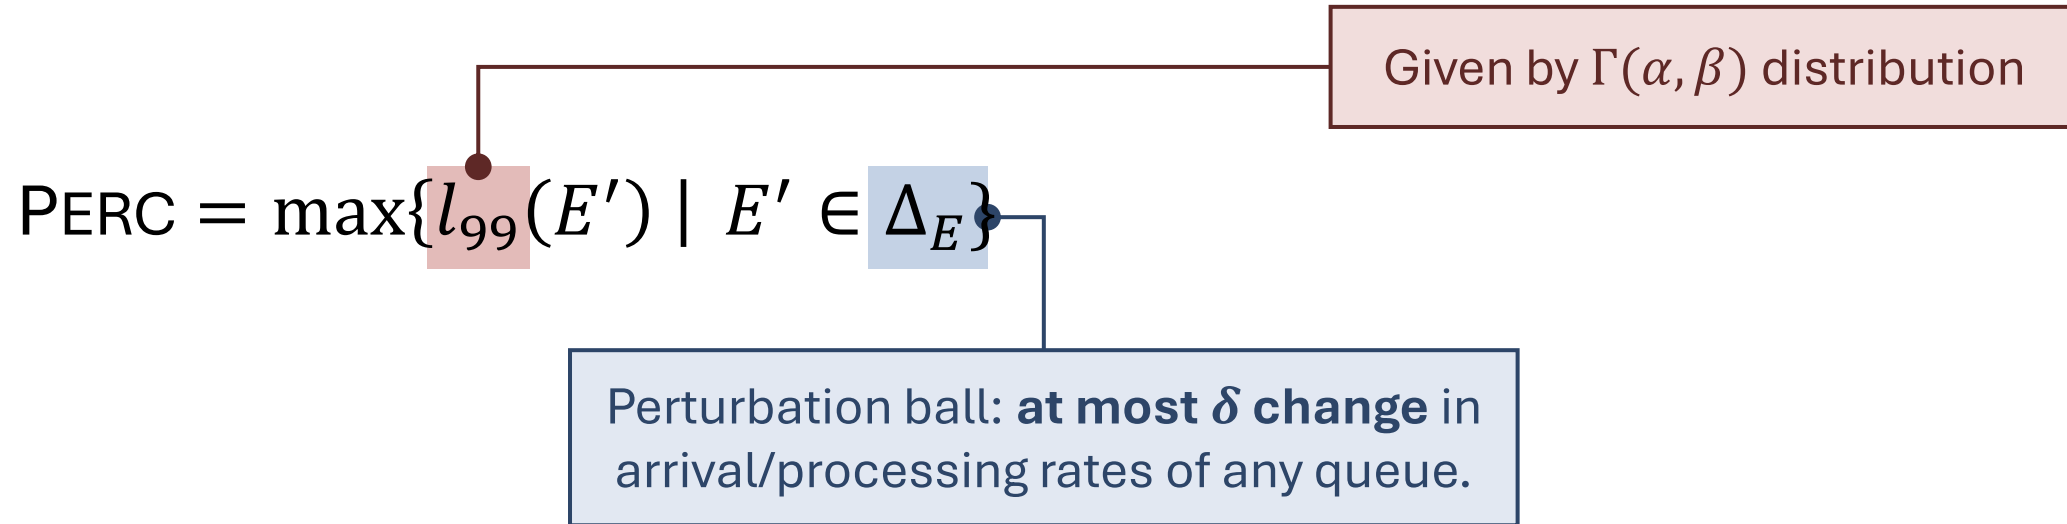 Given by Γ(α, β) distribution
PERC = max{l₉₉(E′) | E′ ∈ Δ_E}
Perturbation ball: at most δ change in
arrival/processing rates of any queue.